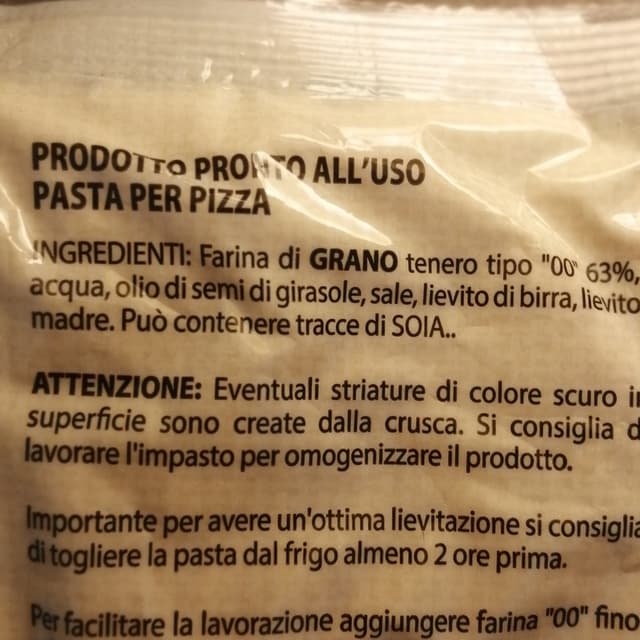 PRODOTTO PRONTO ALL'USO
PASTA PER PIZZA
INGREDIENTI: Farina di GRANO tenero tipo "00" 63%,
acqua, olio di semi di girasole, sale, lievito di birra, lievito
madre. Può contenere tracce di SOIA..
ATTENZIONE: Eventuali striature di colore scuro in
superficie sono create dalla crusca. Si consiglia d
lavorare l'impasto per omogenizzare il prodotto.
Importante per avere un'ottima lievitazione si consiglia
di togliere la pasta dal frigo almeno 2 ore prima.
Per facilitare la lavorazione aggiungere farina "00" fino